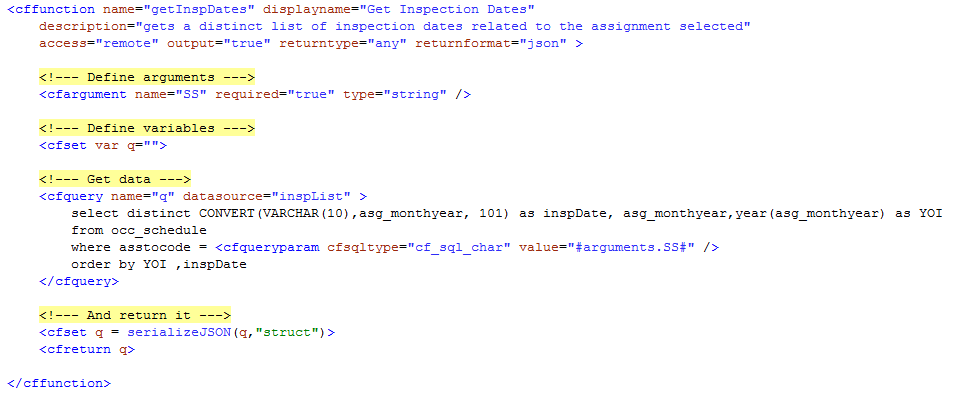 <cffunction name="getInspDates" displayname="Get Inspection Dates"
description="gets a distinct list of inspection dates related to the assignment selected"
access="remote" output="true" returntype="any" returnformat="json" >
<!--- Define arguments --->
<cfargument name="SS" required="true" type="string" />
<!--- Define variables --->
<cfset var q="">
<!--- Get data --->
<cfquery name="q" datasource="inspList" >
select distinct CONVERT(VARCHAR(10),asg_monthyear, 101) as inspDate, asg_monthyear,year(asg_monthyear) as YOI
from occ_schedule
where asstocode = <cfqueryparam cfsqltype="cf_sql_char" value="#arguments.SS#" />
order by YOI ,inspDate
</cfquery>
<!--- And return it --->
<cfset q = serializeJSON(q,"struct")>
<cfreturn q>
</cffunction>